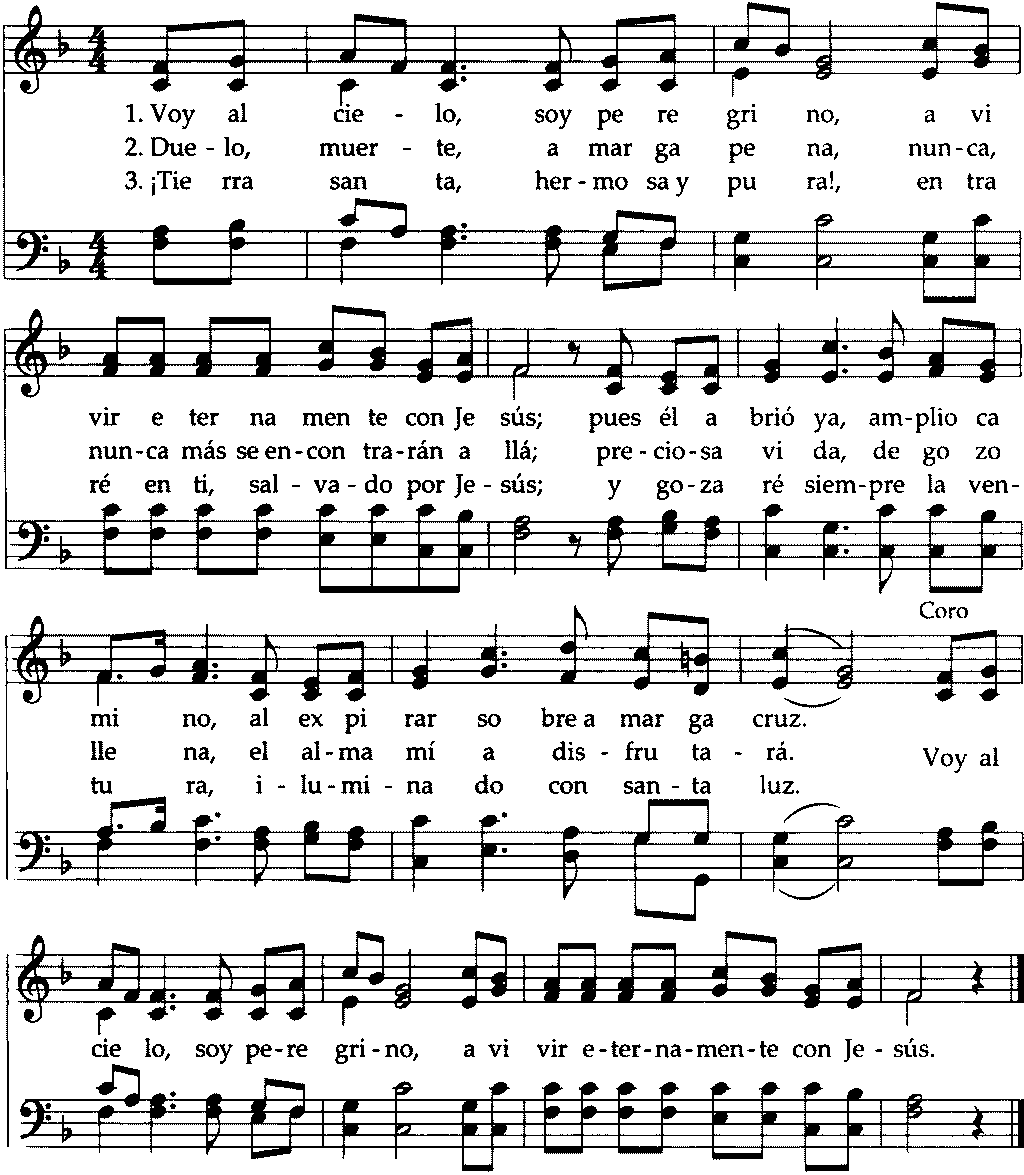 1. Voy al cie - lo, soy pe re gri no, a vi
2. Due - lo, muer - te, a mar ga pe na, nun - ca,
3. ¡Tie rra san ta, her - mo sa y pu ra!, en tra
vir e ter na men te con Je sús; pues él a brió ya, am - plio ca
nun - ca más se en - con tra - rán a llá; pre - cio - sa vi da, de go zo
ré en ti, sal - va - do por Je - sús; y go - za ré siem - pre la ven -
Coro
mi no, al ex pi rar so bre a mar ga cruz.
lle na, el al - ma mí a dis - fru ta - rá. Voy al
tu ra, i - lu - mi - na do con san - ta luz.
cie lo, soy pe - re gri - no, a vi vir e - ter - na - men - te con Je - sús.